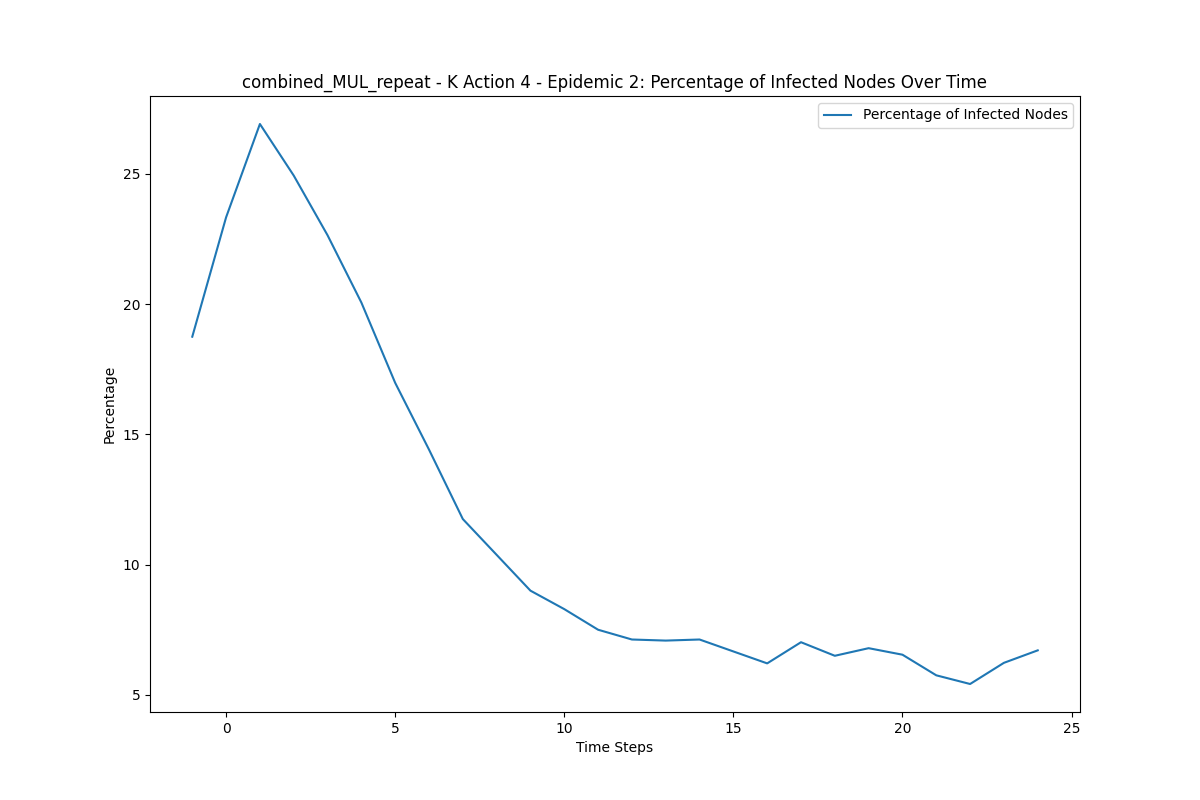 combined_MUL_repeat - K Action 4 - Epidemic 2: Percentage of Infected Nodes Over Time
Percentage of Infected Nodes
25
20
15
10
5
Percentage
0 5 10 15 20 25
Time Steps